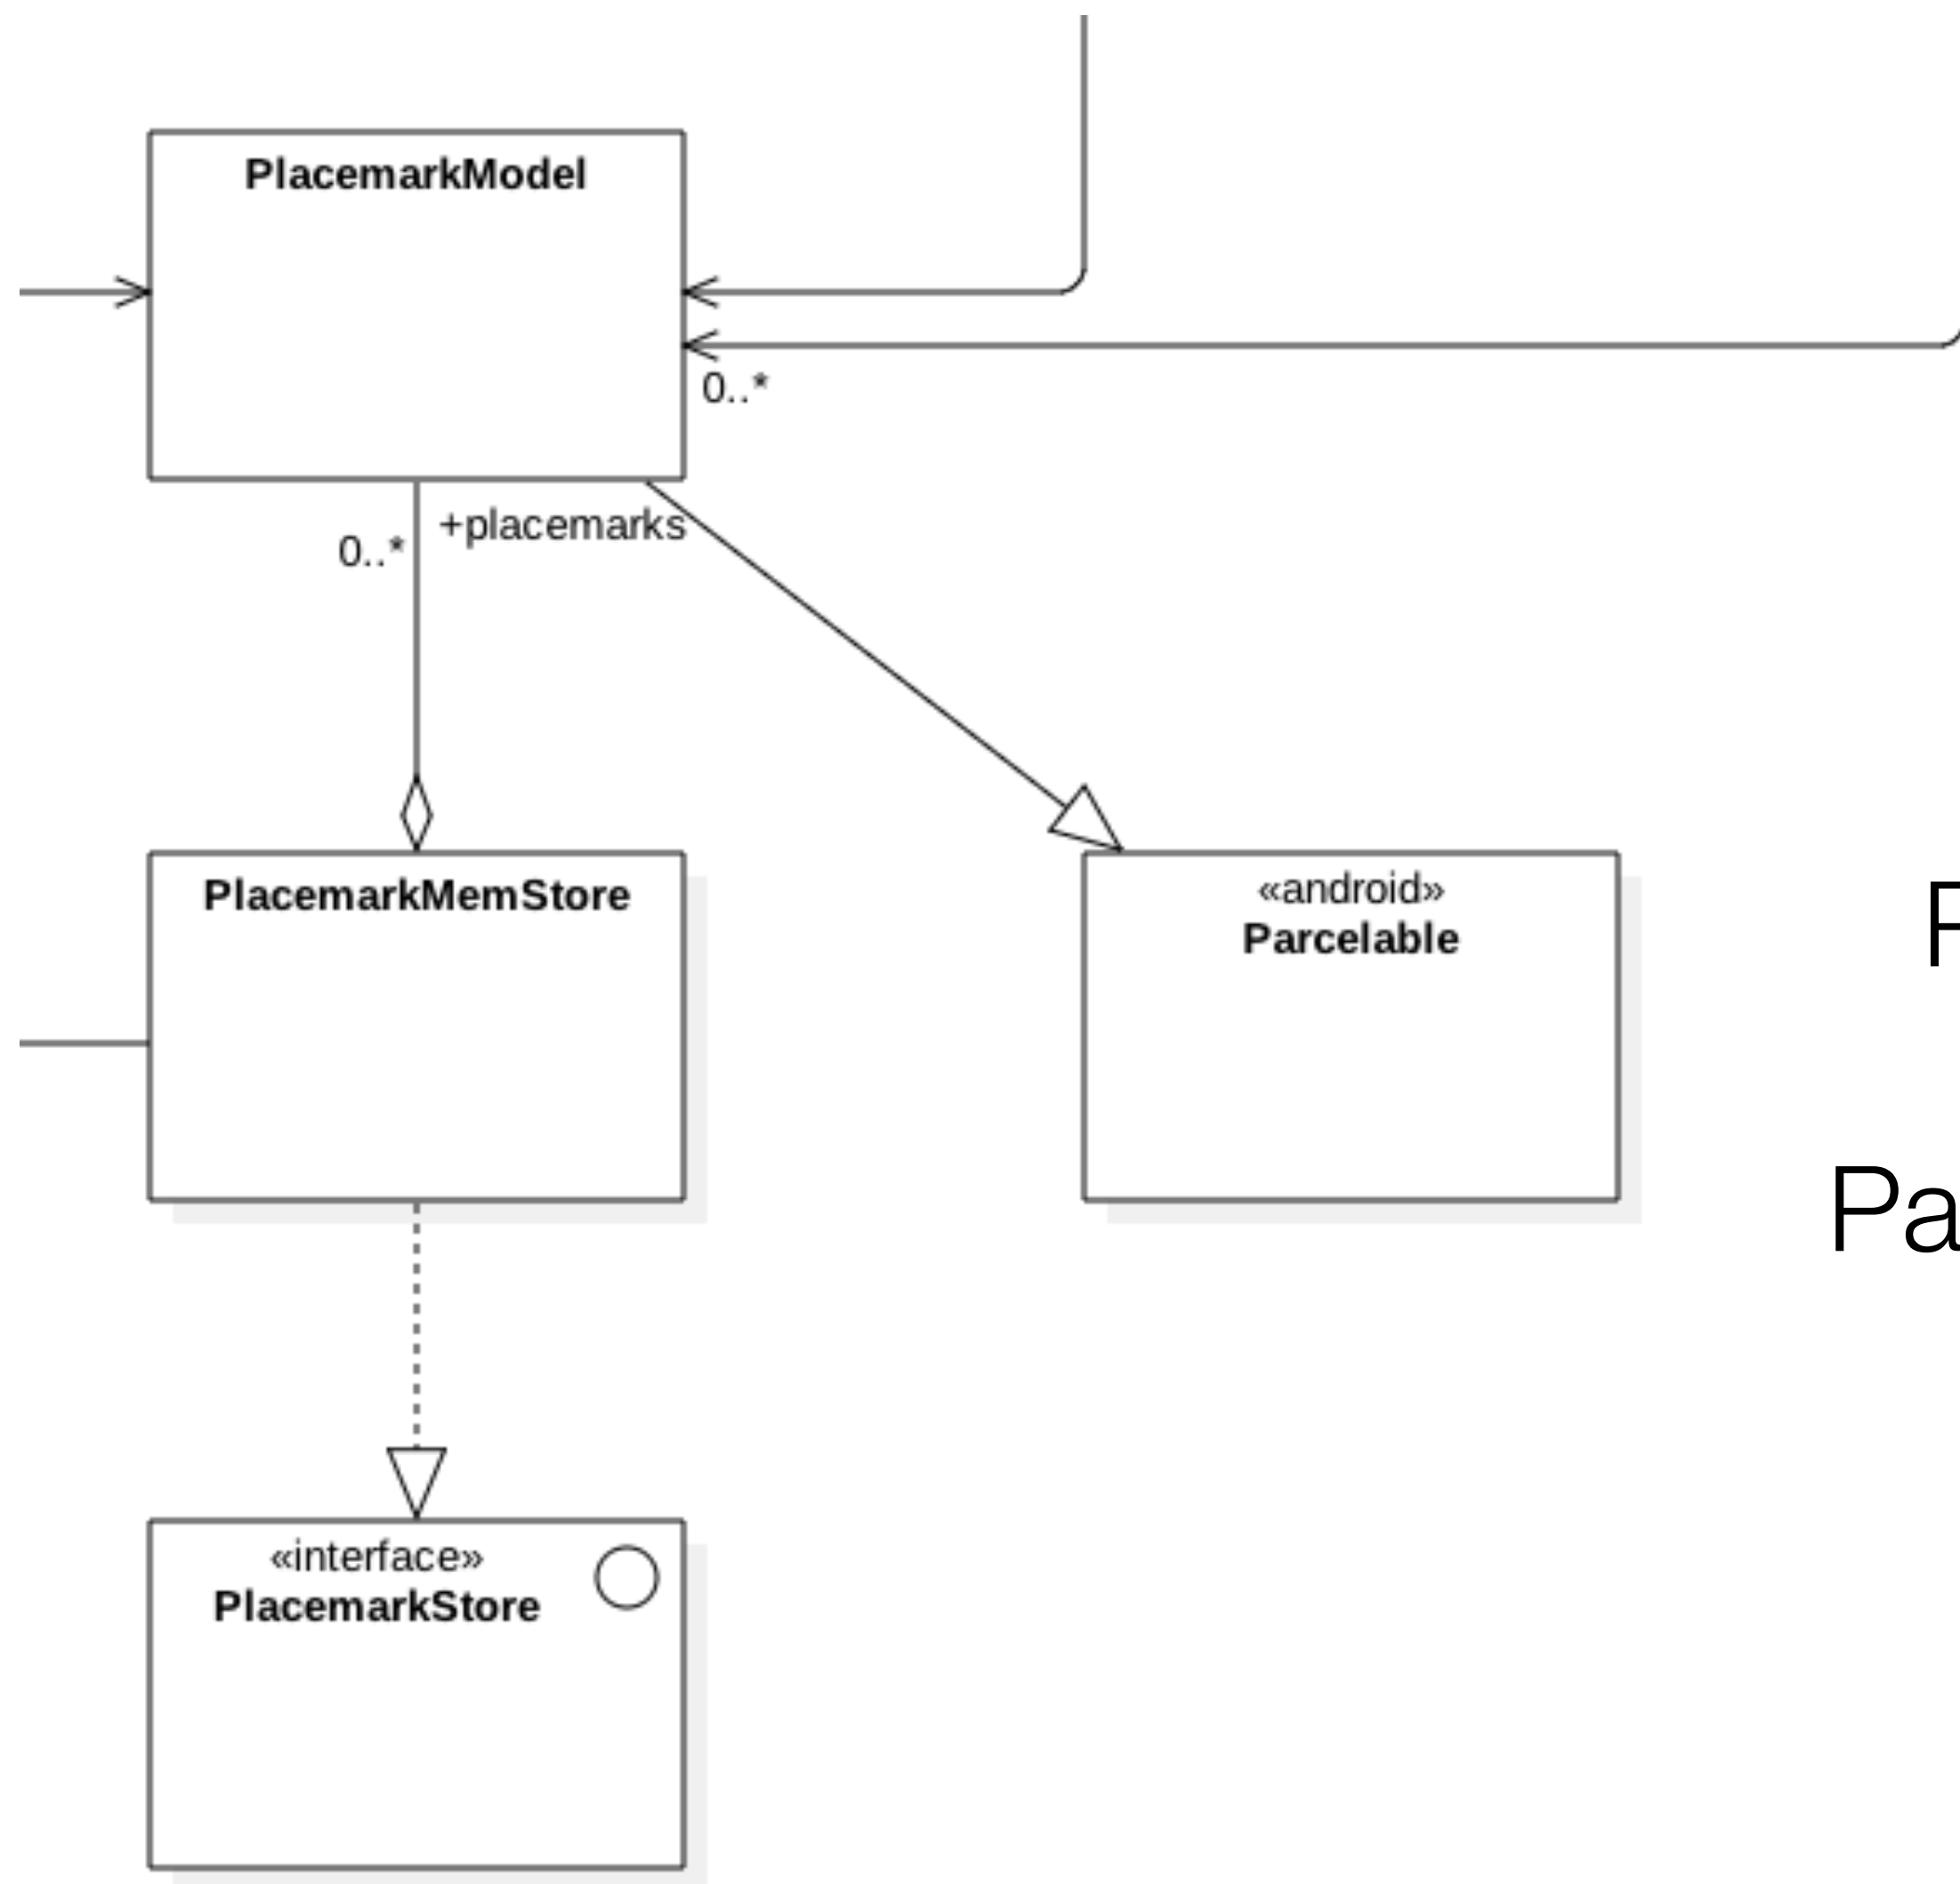 PlacemarkModel
0..*
+placemarks
0..*
PlacemarkMemStore
«android»
Parcelable
«interface»
PlacemarkStore